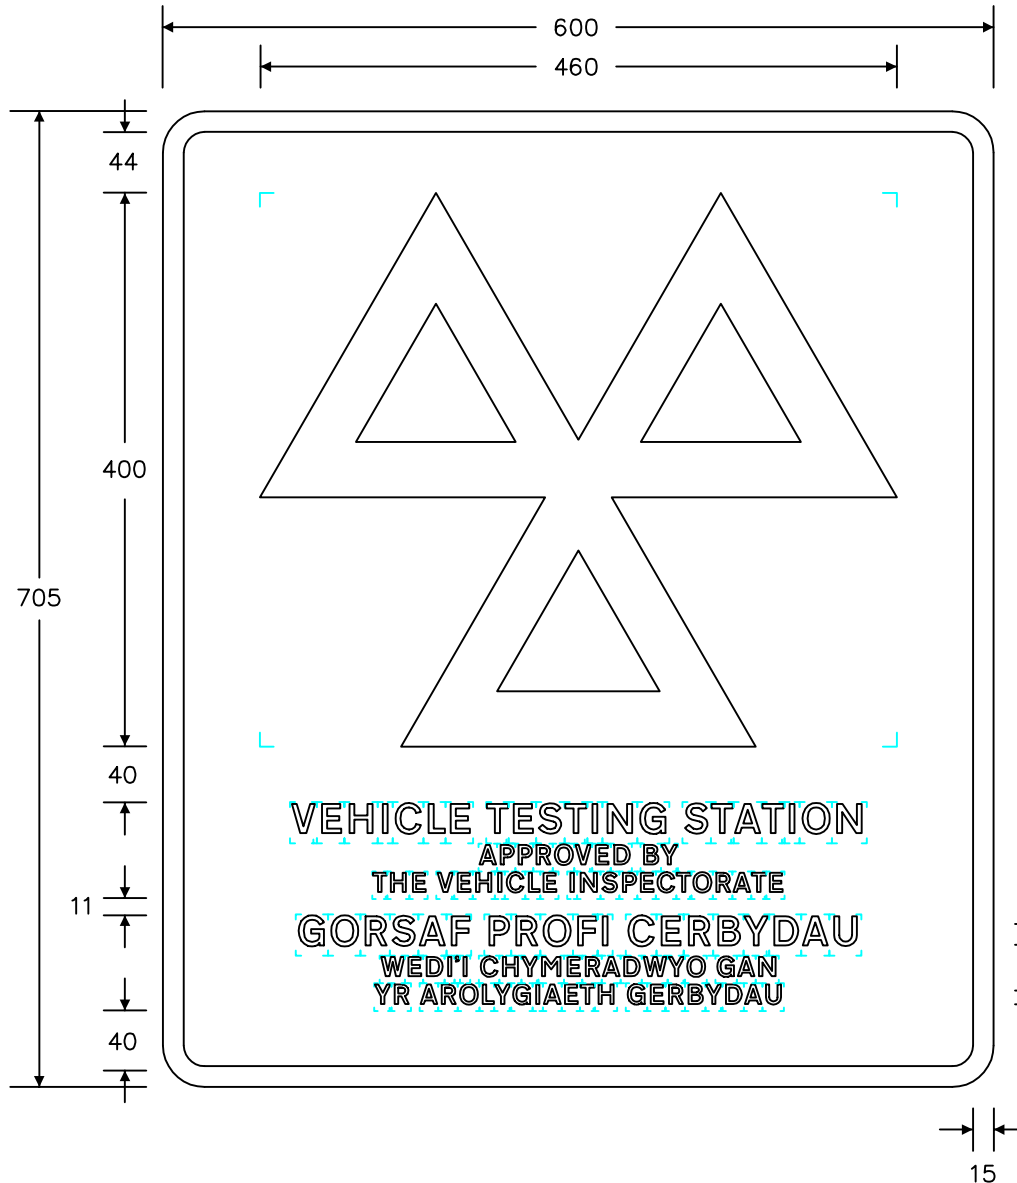 600
460
44
400
705
40
VEHICLE TESTING STATION
APPROVED BY
THE VEHICLE INSPECTORATE
11
GORSAF PROFI CERBYDAU
WEDI'I CHYMERADWYO GAN
YR AROLYGIAETH GERBYDAU
40
15